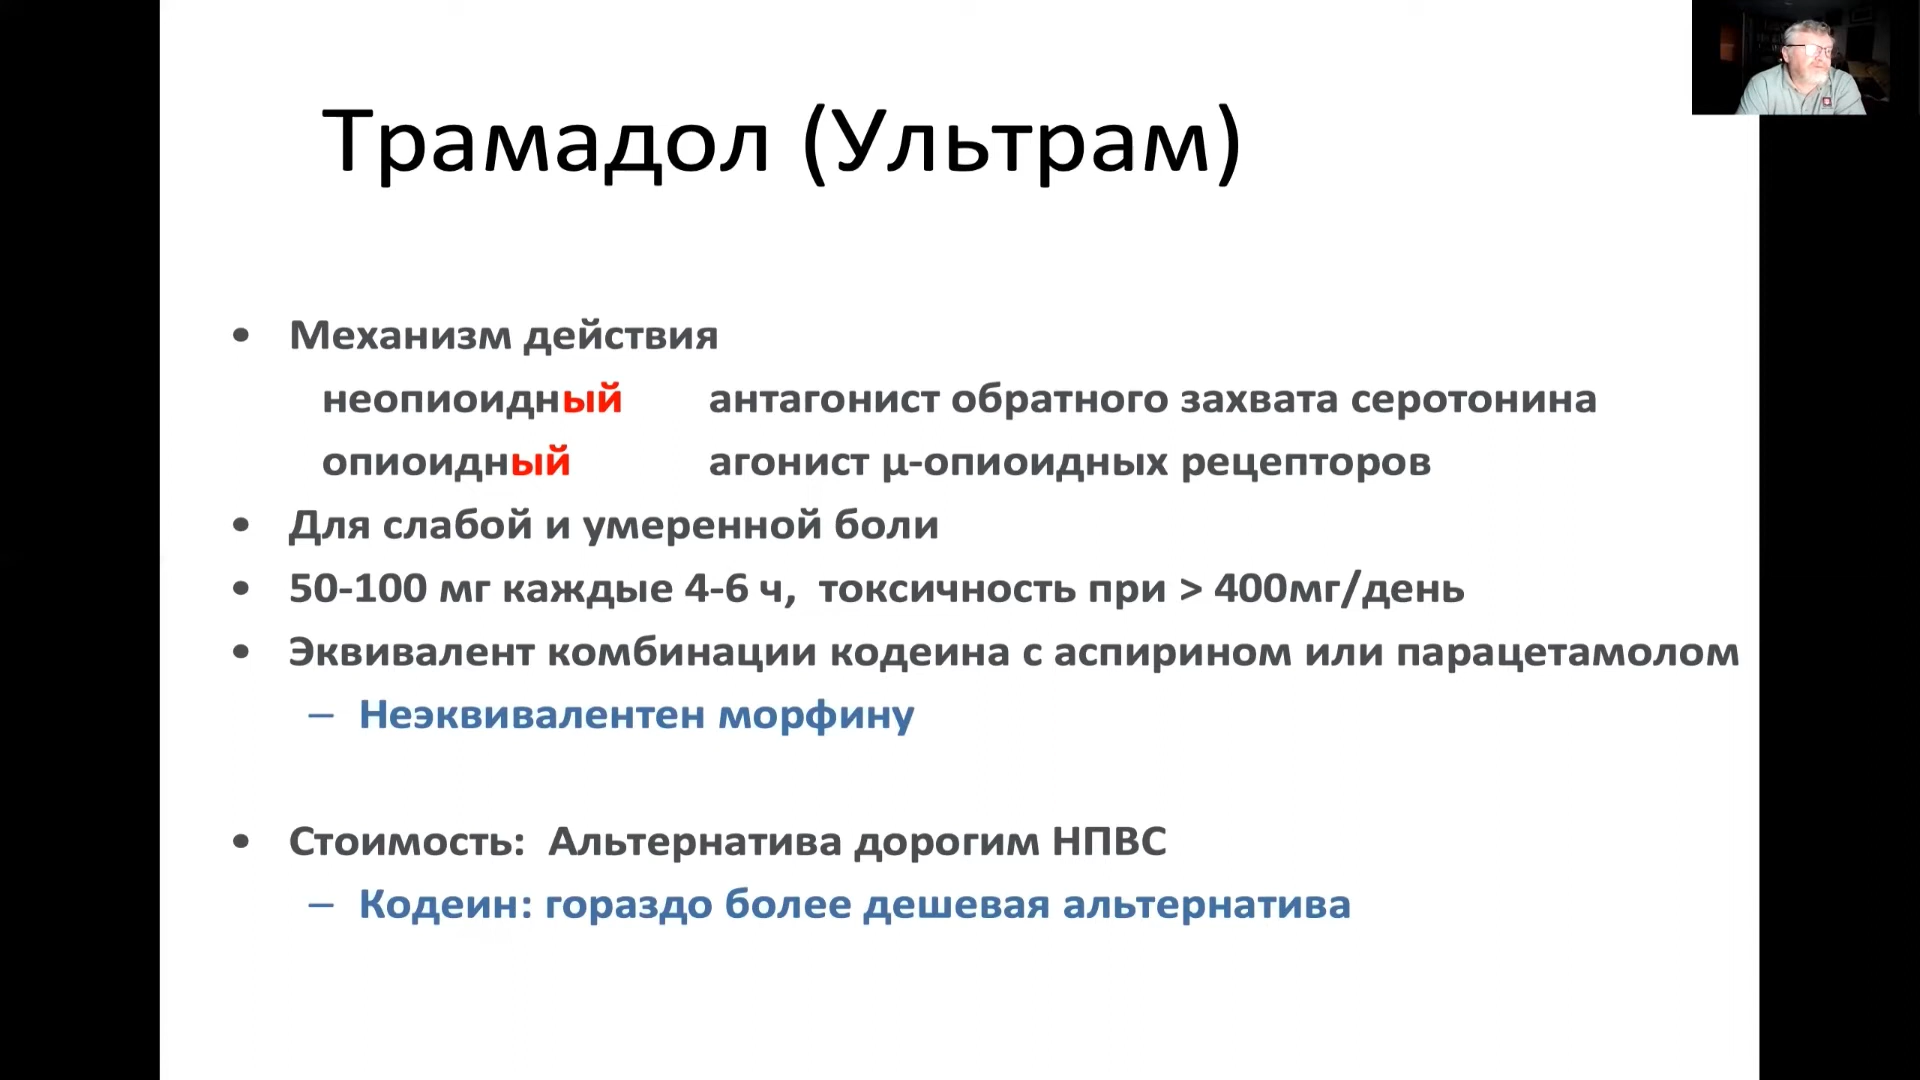 Трамадол (Ультрам)
• Механизм действия
неопиоидный антагонист обратного захвата серотонина
опиоидный агонист μ-опиоидных рецепторов
• Для слабой и умеренной боли
• 50-100 мг каждые 4-6 ч, токсичность при > 400мг/день
• Эквивалент комбинации кодеина с аспирином или парацетамолом
– Неэквивалентен морфину
• Стоимость: Альтернатива дорогим НПВС
– Кодеин: гораздо более дешевая альтернатива